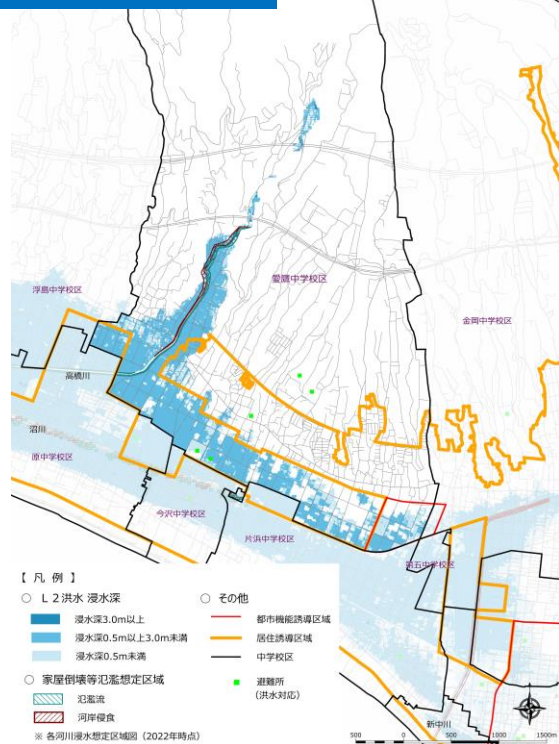 浮島中学校区
愛鷹中学校区
金岡中学校区
高橋川
沼川
原中学校区
今沢中学校区
片浜中学校区
第五中学校区
新中川
【 凡 例 】
○ L2洪水 浸水深
浸水深3.0m以上
浸水深0.5m以上3.0m未満
浸水深0.5m未満
○ 家屋倒壊等氾濫想定区域
氾濫流
河岸侵食
※ 各河川浸水想定区域図（2022年時点）
○ その他
都市機能誘導区域
居住誘導区域
中学校区
避難所
（洪水対応）
500 0 500 1000 1500m